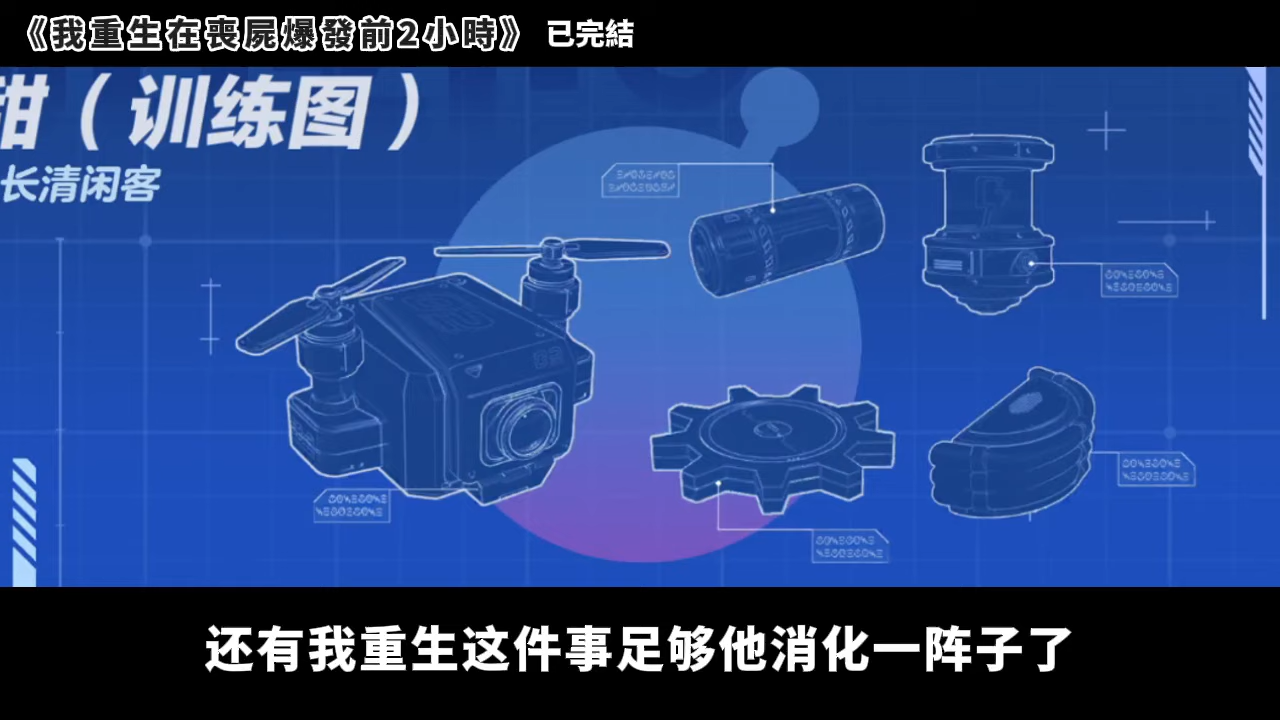 《我重生在喪屍爆發前2小時》 已完結
甜（训练图）
长清闲客
还有我重生这件事足够他消化一阵子了